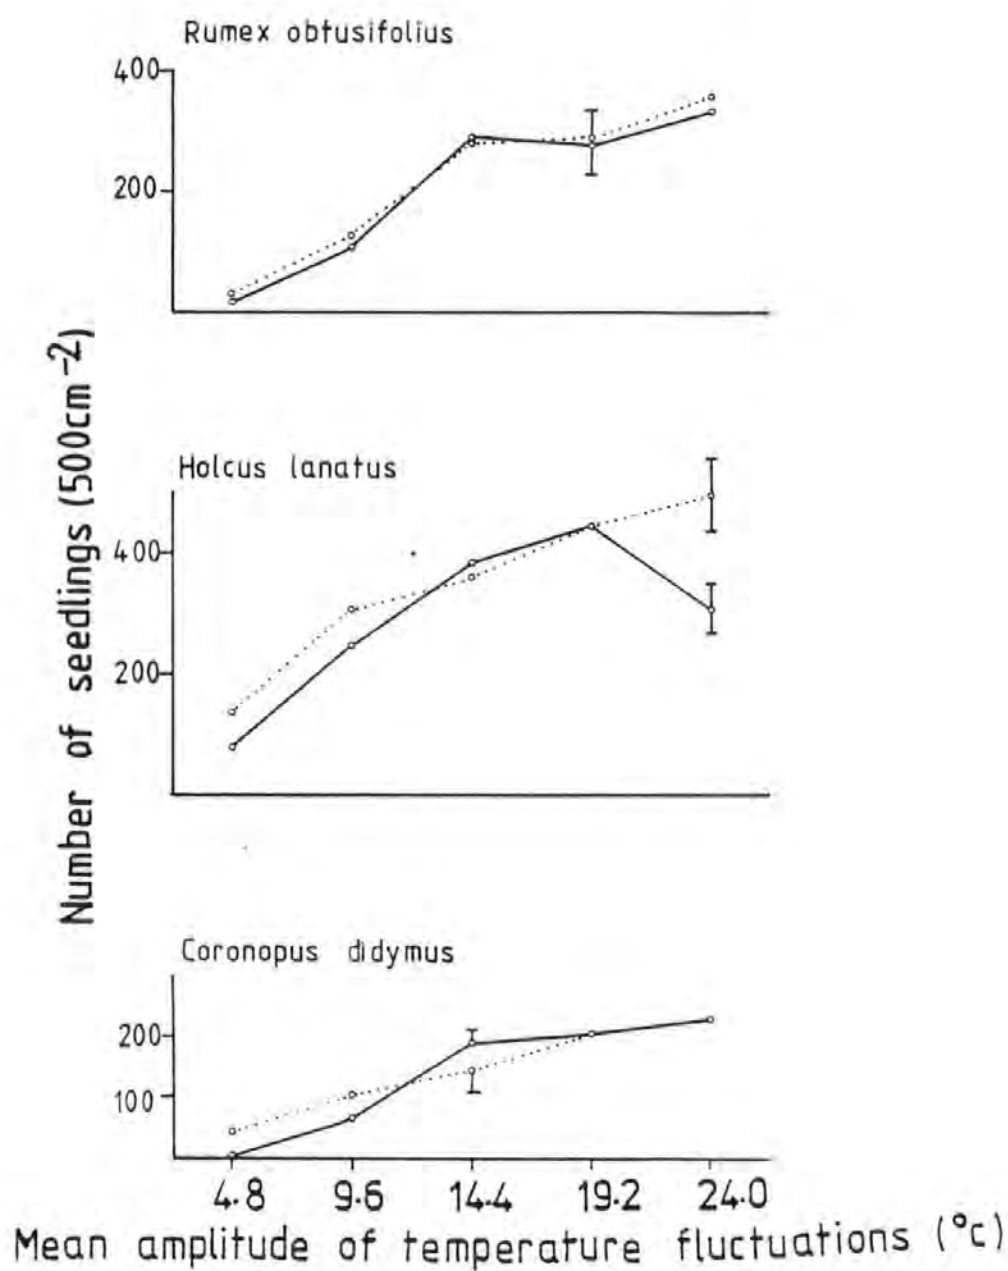 Rumex obtusifolius
400
200
Number of seedlings (500cm⁻²)
Holcus lanatus
400
200
Coronopus didymus
200
100
4.8 9.6 14.4 19.2 24.0
Mean amplitude of temperature fluctuations (°c)